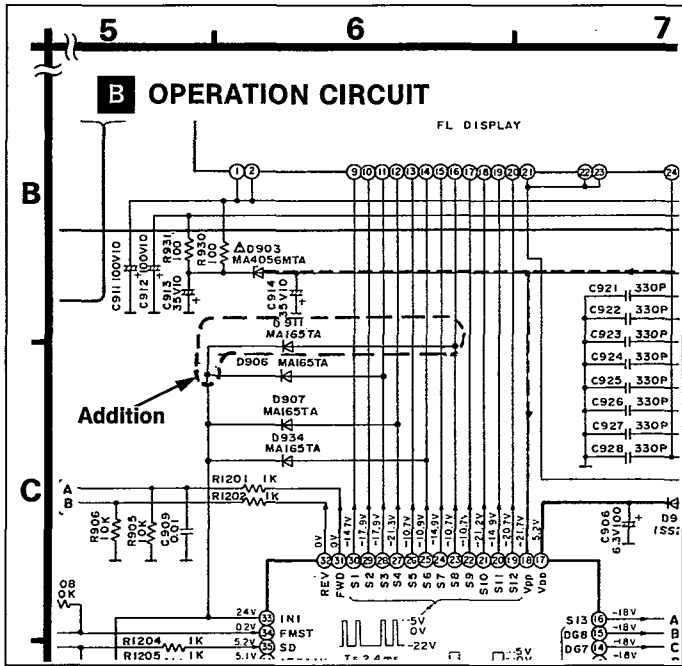 5 6 7
B OPERATION CIRCUIT
FL DISPLAY
1 2 9 10 11 12 13 14 15 16 17 18 19 20 21 22 23 24
B
C911 100V10
C912 100V10
C913 35V10
R931 100
R930 100
△D903
MA4056MTA
C914 35V10
C921 330P
C922 330P
C923 330P
C924 330P
C925 330P
C926 330P
C927 330P
C928 330P
D911
MA165TA
D906 MA165TA
Addition
D907
MA165TA
D934
MA165TA
C
A
B
R1201 1K
R1202 1K
R906 10K
R905 10K
C909 0.01
0V 0V -14.7V -17.9V -17.9V -21.3V -10.7V -10.9V -14.9V -10.7V -10.7V -21.2V -14.9V -20.7V -21.7V 5.2V
C906 6.3V100
D9
1SS2
32 31 30 29 28 27 26 25 24 23 22 21 20 19 18 17
REV FWD S1 S2 S3 S4 S5 S6 S7 S8 S9 S10 S11 S12 VPP VDD
08
0K
24V 33 INI
0.2V 34 FMST
R1204 1K 5.2V 35 SD
R1205 1K 5.1V
-5V
0V
-22V
T= 2.4ms
-5V
S13 16 -18V A
DG8 15 -18V B
DG7 14 -18V C
-18V